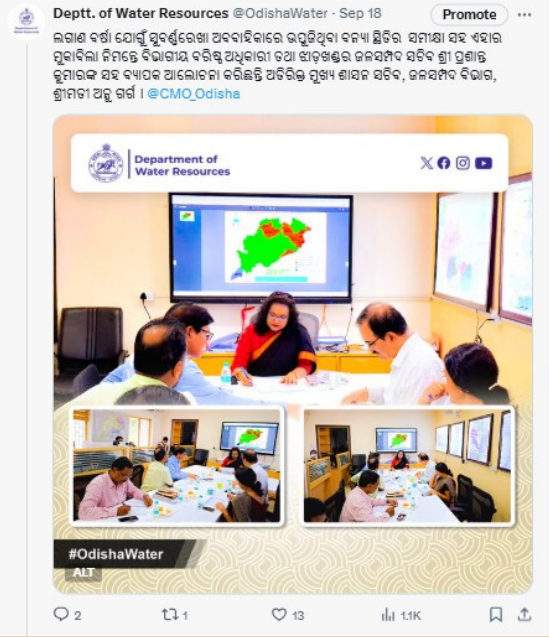 Deptt. of Water Resources @OdishaWater · Sep 18
Promote
ଲଗାଣ ବର୍ଷା ଯୋଗୁଁ ସୁବର୍ଣ୍ଣରେଖା ଅବବାହିକାରେ ଉପୁଜିଥିବା ବନ୍ୟା ସ୍ଥିତିର ସମୀକ୍ଷା ସହ ଏହାର
ମୁକାବିଲା ନିମନ୍ତେ ବିଭାଗୀୟ ବରିଷ୍ଠ ଅଧିକାରୀ ତଥା ଝାଡ଼ଖଣ୍ଡର ଜଳସମ୍ପଦ ସଚିବ ଶ୍ରୀ ପ୍ରଶାନ୍ତ
କୁମାରଙ୍କ ସହ ବ୍ୟାପକ ଆଲୋଚନା କରିଛନ୍ତି ଅତିରିକ୍ତ ମୁଖ୍ୟ ଶାସନ ସଚିବ, ଜଳସମ୍ପଦ ବିଭାଗ,
ଶ୍ରୀମତୀ ଅନୁ ଗର୍ଗ । @CMO_Odisha
Department of
Water Resources
#OdishaWater
ALT
2
1
13
1.1K